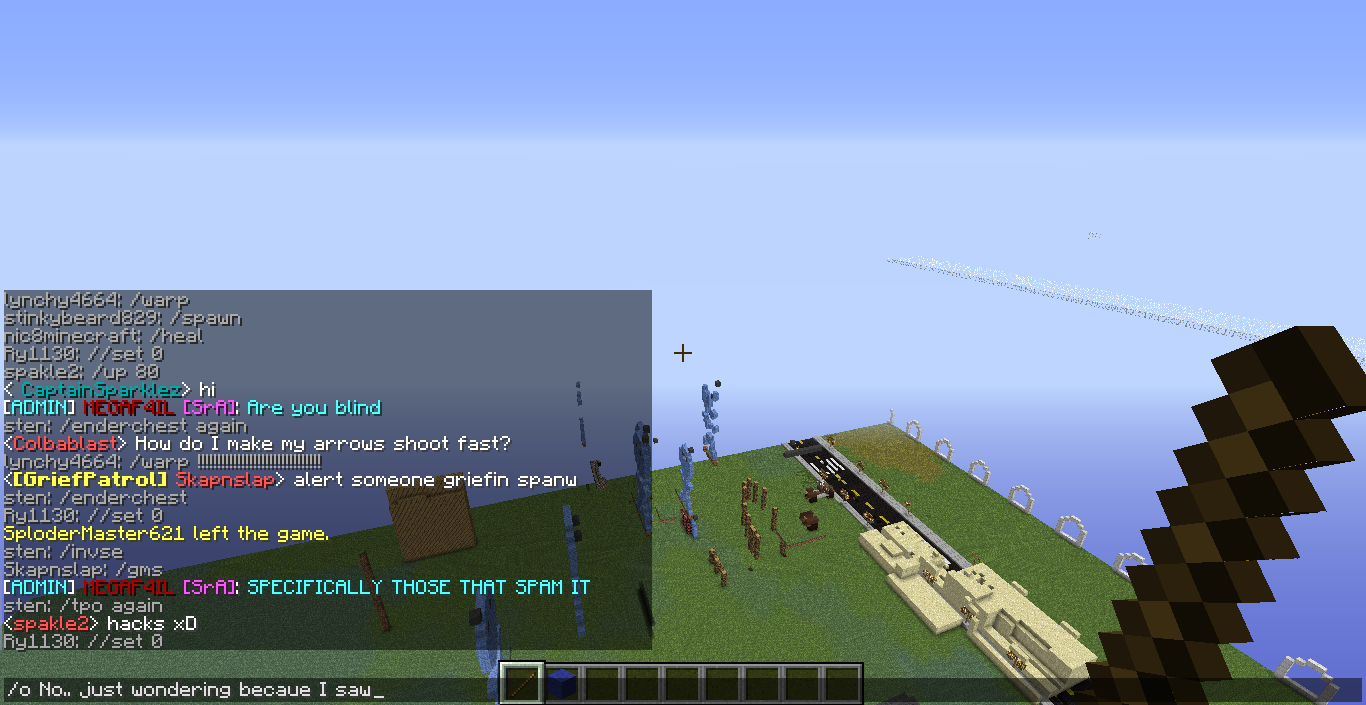 lynchy4664: /warp
stinkybeard829: /spawn
nic8minecraft: /heal
Ry1130: //set 0
spakle2: /up 80
< CaptainSparklez> hi
[ADMIN] MEGAF4IL [SrA]: Are you blind
sten: /enderchest again
<Colbablast> How do I make my arrows shoot fast?
lynchy4664: /warp !!!!!!!!!!!!!!!!!!!!!!!!!!!!!!!
<[GriefPatrol] Skapnslap> alert someone griefin spanw
sten: /enderchest
Ry1130: //set 0
SploderMaster621 left the game.
sten: /invse
Skapnslap: /gms
[ADMIN] MEGAF4IL [SrA]: SPECIFICALLY THOSE THAT SPAM IT
sten: /tpo again
<spakle2> hacks xD
Ry1130: //set 0
/o No.. just wondering becaue I saw_